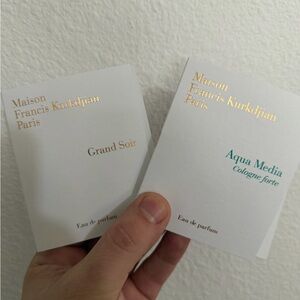 Maison
Francis Kurkdjian
Paris
Grand Soir
Eau de parfum
Maison
Francis Kurkdjian
Paris
Aqua Media
Cologne forte
Eau de parfum